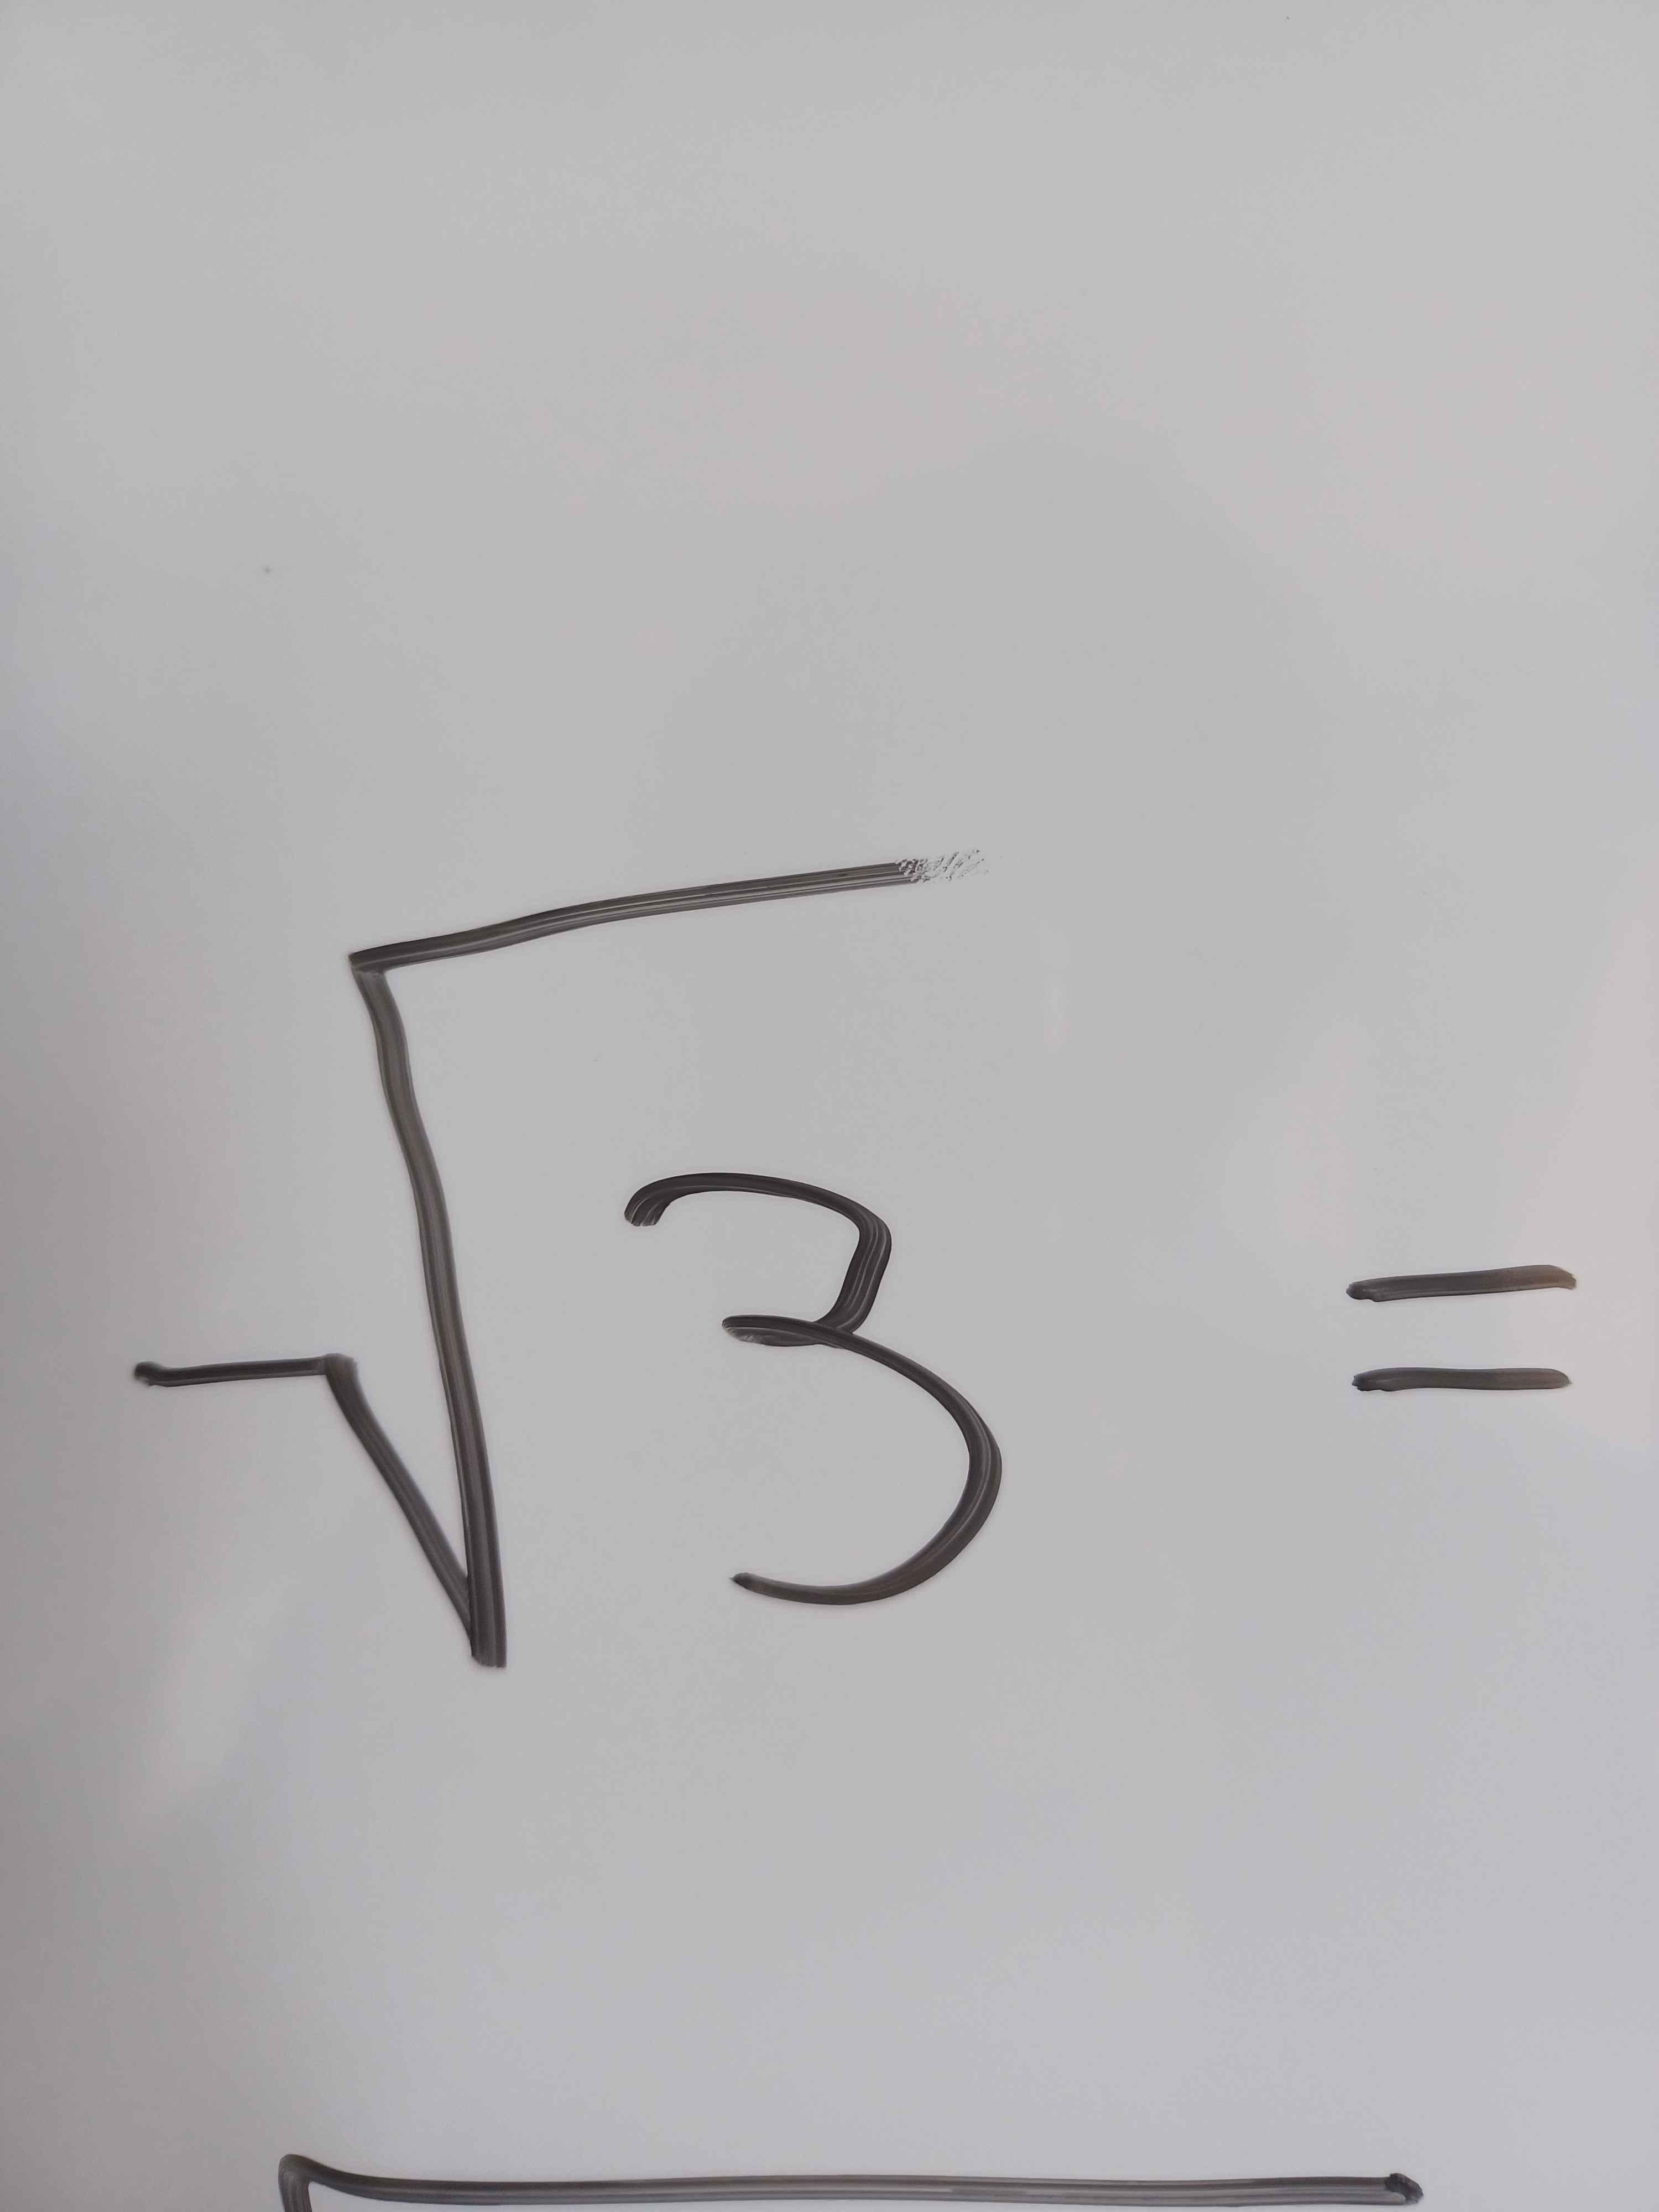 √3 =